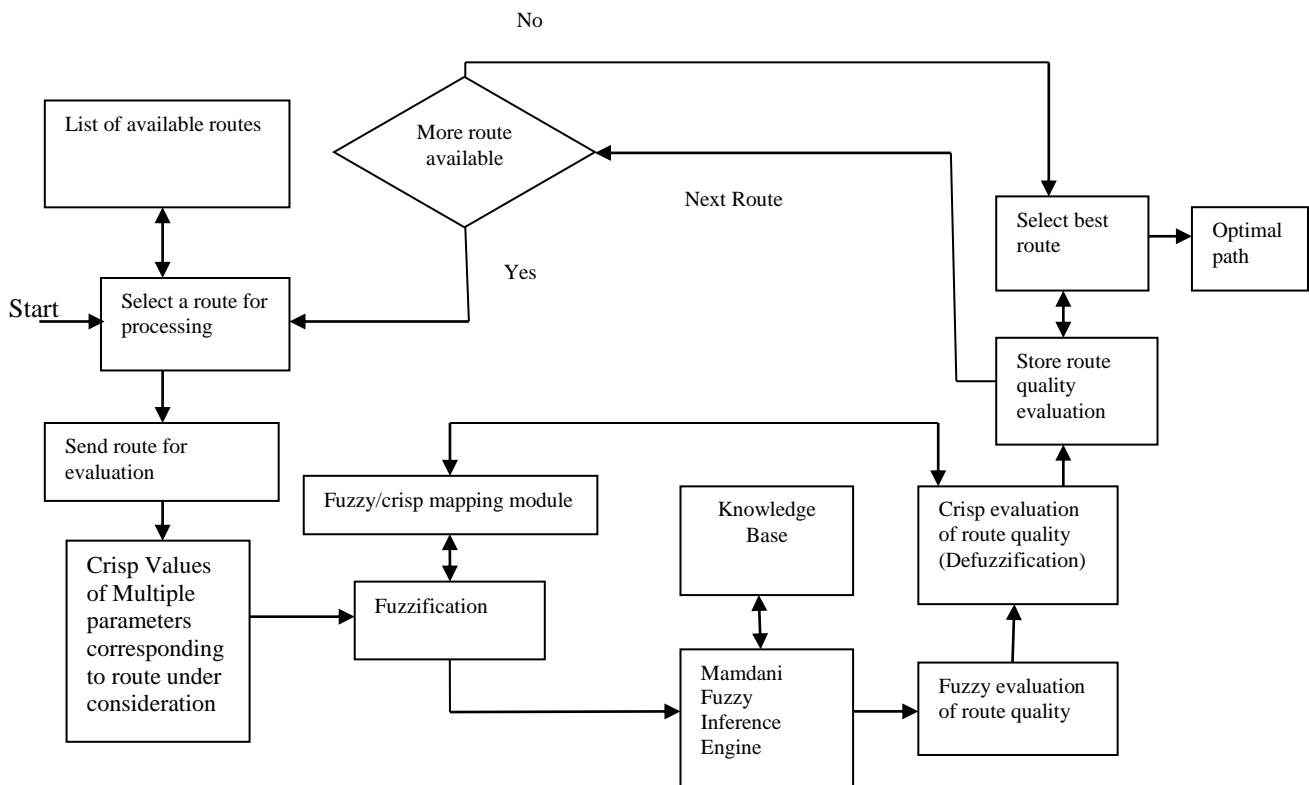 No
List of available routes
More route
available
Next Route
Select best
route
Optimal
path
Yes
Start
Select a route for
processing
Store route
quality
evaluation
Send route for
evaluation
Fuzzy/crisp mapping module
Knowledge
Base
Crisp evaluation
of route quality
(Defuzzification)
Crisp Values
of Multiple
parameters
corresponding
to route under
consideration
Fuzzification
Mamdani
Fuzzy
Inference
Engine
Fuzzy evaluation
of route quality